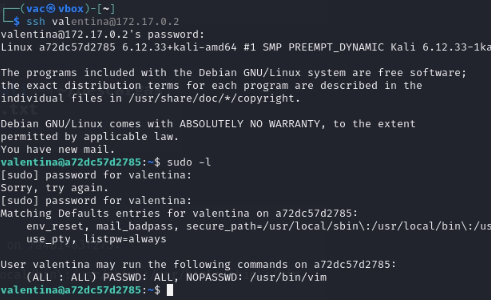 (vac㉿vbox)-[~]
$ ssh valentina@172.17.0.2
valentina@172.17.0.2's password:
Linux a72dc57d2785 6.12.33+kali-amd64 #1 SMP PREEMPT_DYNAMIC Kali 6.12.33-1ka
The programs included with the Debian GNU/Linux system are free software;
the exact distribution terms for each program are described in the
individual files in /usr/share/doc/*/copyright.
Debian GNU/Linux comes with ABSOLUTELY NO WARRANTY, to the extent
permitted by applicable law.
You have new mail.
valentina@a72dc57d2785:~$ sudo -l
[sudo] password for valentina:
Sorry, try again.
[sudo] password for valentina:
Matching Defaults entries for valentina on a72dc57d2785:
    env_reset, mail_badpass, secure_path=/usr/local/sbin\:/usr/local/bin\:/us
    use_pty, listpw=always
User valentina may run the following commands on a72dc57d2785:
    (ALL : ALL) PASSWD: ALL, NOPASSWD: /usr/bin/vim
valentina@a72dc57d2785:~$